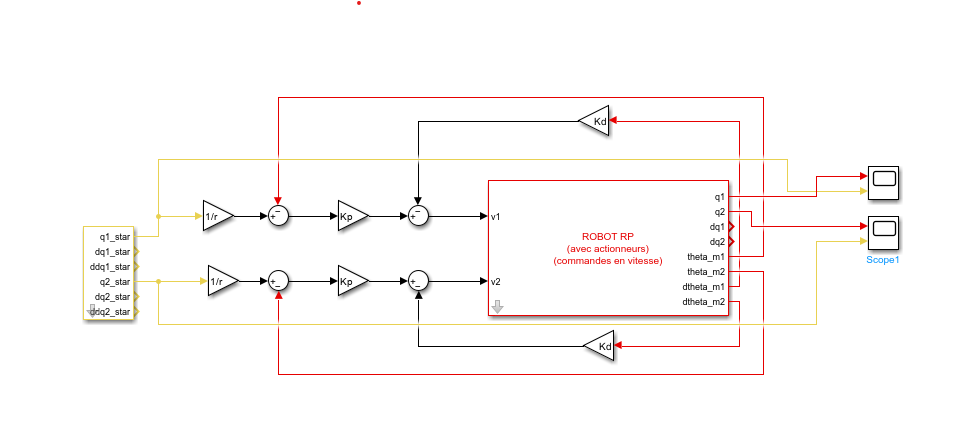 Kd
q1
1/r
Kp
v1
q2
q1_star
dq1
ROBOT RP
dq1_star
dq2
(avec actionneurs)
ddq1_star
theta_m1
(commandes en vitesse)
Scope1
q2_star
1/r
Kp
v2
theta_m2
dq2_star
dtheta_m1
ddq2_star
dtheta_m2
Kd